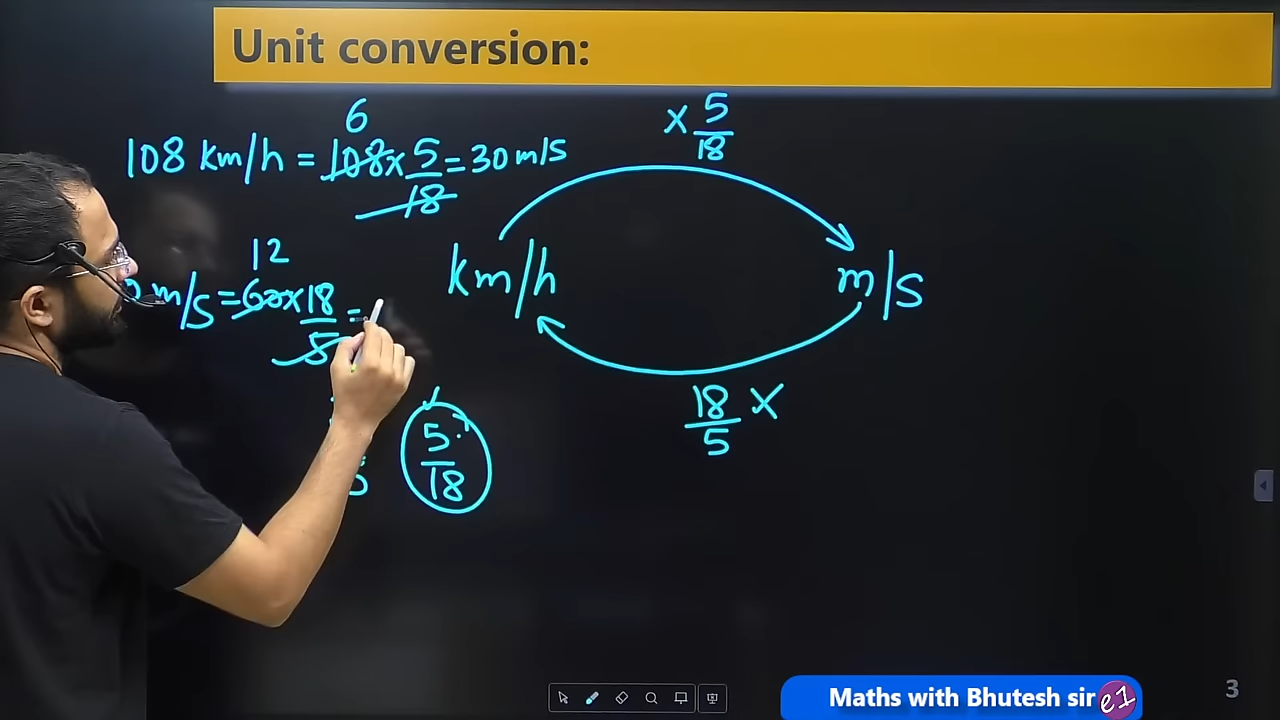 Unit conversion:
6
108 km/h = 108 × 5/18 = 30 m/s
× 5/18
12
m/s = 60 × 18/5 =
km/h
m/s
18/5 ×
5/18
Maths with Bhutesh sir e1
3